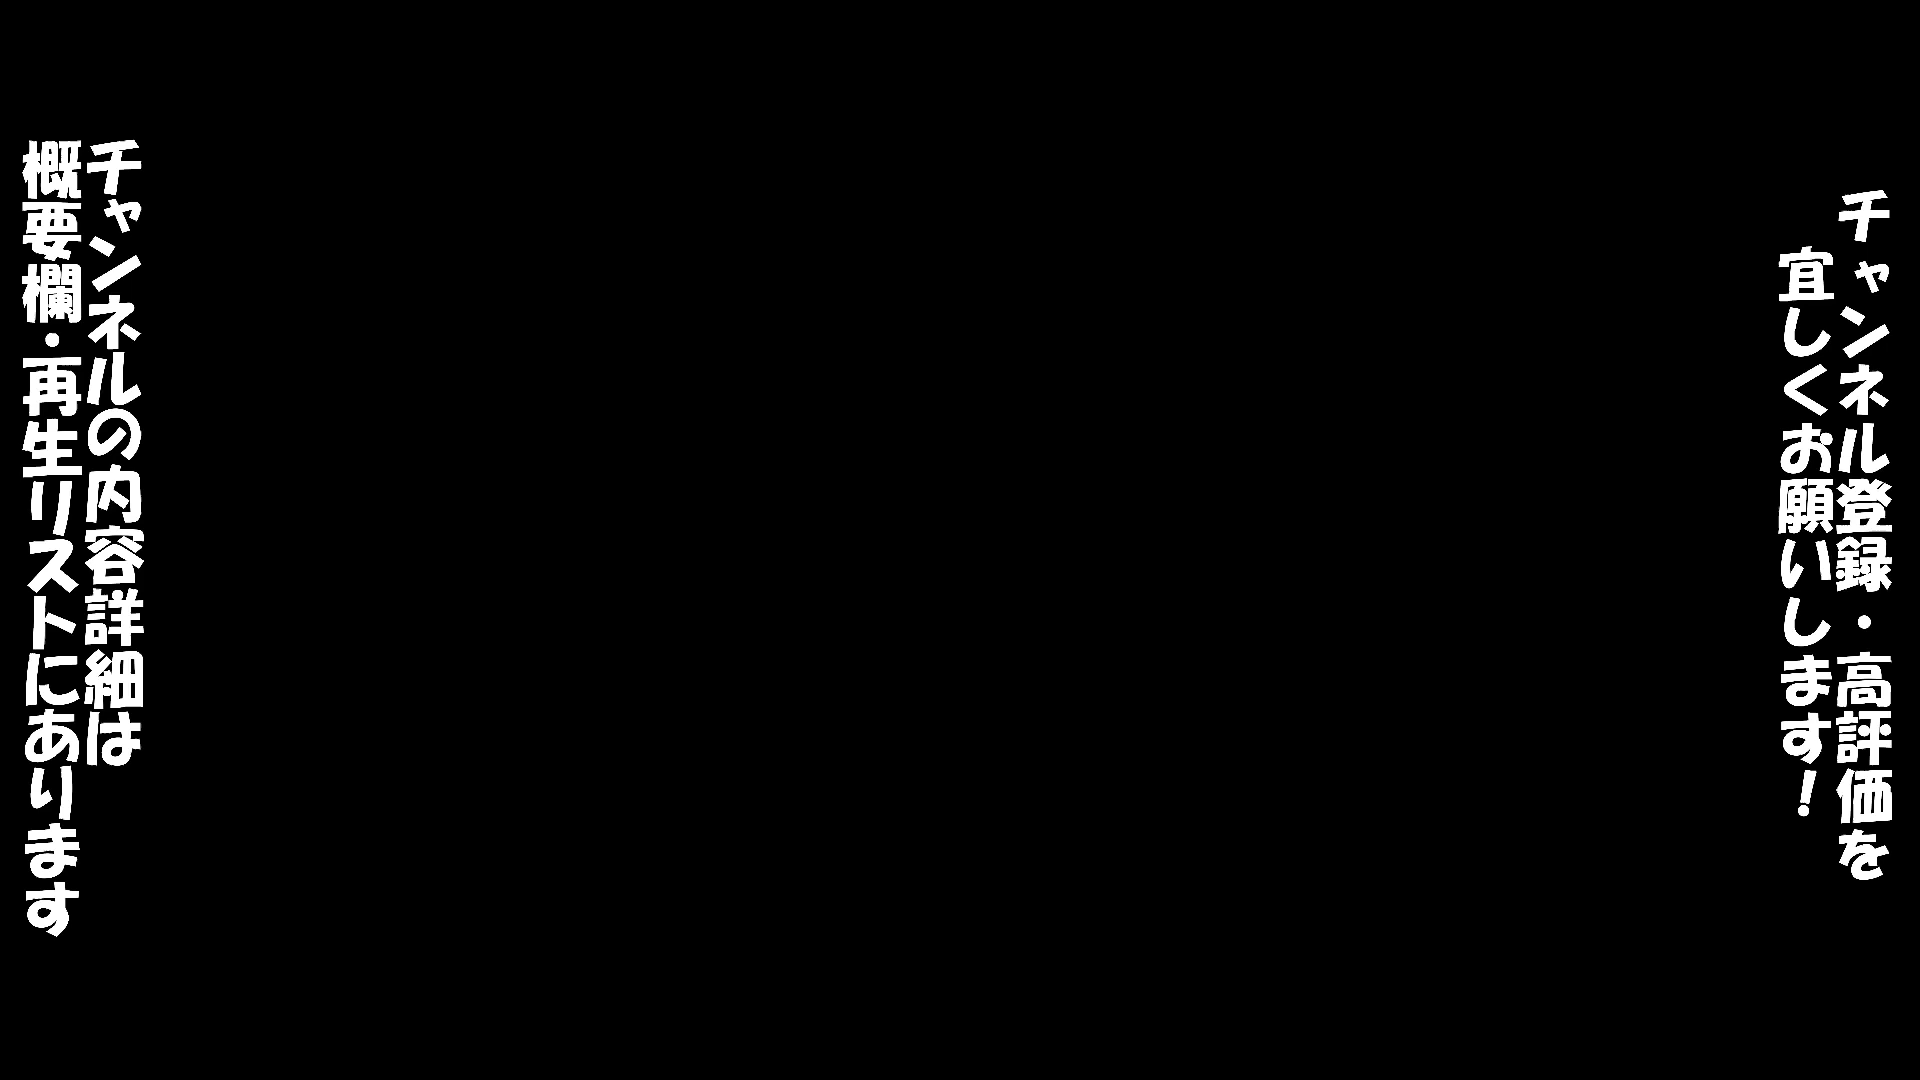 チャンネル登録・高評価を
宜しくお願いします！
チャンネルの内容詳細は
概要欄・再生リストにあります